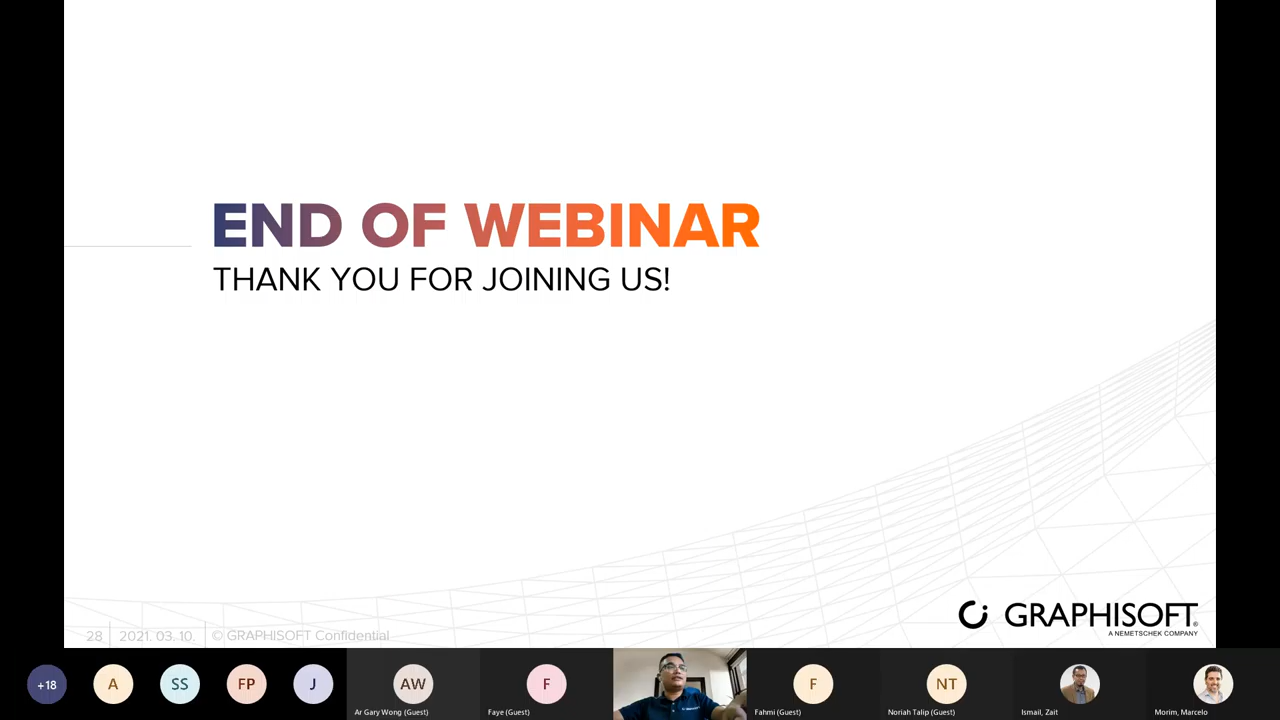 END OF WEBINAR
THANK YOU FOR JOINING US!
GRAPHISOFT®
A NEMETSCHEK COMPANY
28 2021. 03. 10. © GRAPHISOFT Confidential
+18 A SS FP J AW F F NT
Ar Gary Wong (Guest) Faye (Guest) Fahmi (Guest) Noriah Talip (Guest) Ismail, Zait Morim, Marcelo